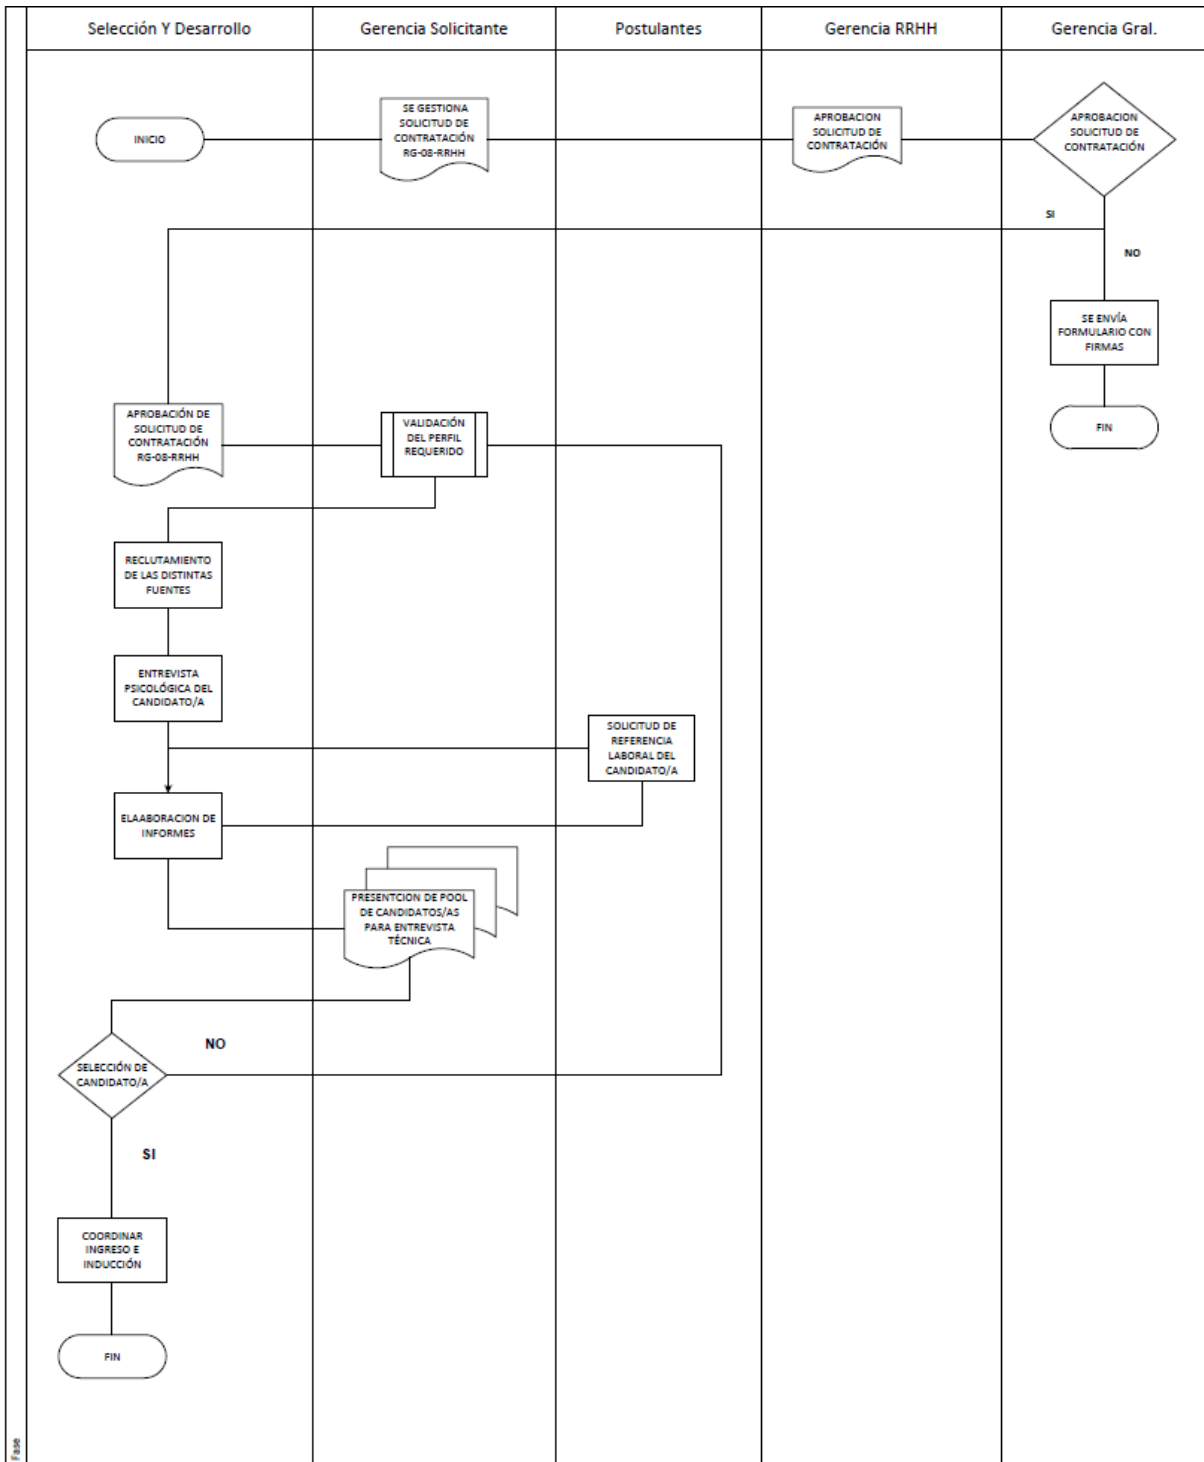 Selección Y Desarrollo
Gerencia Solicitante
Postulantes
Gerencia RRHH
Gerencia Gral.
INICIO
SE GESTIONA
SOLICITUD DE
CONTRATACIÓN
RG-08-RRHH
APROBACION
SOLICITUD DE
CONTRATACIÓN
APROBACION
SOLICITUD DE
CONTRATACIÓN
SI
NO
SE ENVÍA
FORMULARIO CON
FIRMAS
FIN
APROBACIÓN DE
SOLICITUD DE
CONTRATACIÓN
RG-08-RRHH
VALIDACIÓN
DEL PERFIL
REQUERIDO
RECLUTAMIENTO
DE LAS DISTINTAS
FUENTES
ENTREVISTA
PSICOLÓGICA DEL
CANDIDATO/A
SOLICITUD DE
REFERENCIA
LABORAL DEL
CANDIDATO/A
ELAABORACION DE
INFORMES
PRESENTCION DE POOL
DE CANDIDATOS/AS
PARA ENTREVISTA
TÉCNICA
NO
SELECCIÓN DE
CANDIDATO/A
SI
COORDINAR
INGRESO E
INDUCCIÓN
FIN
Fase